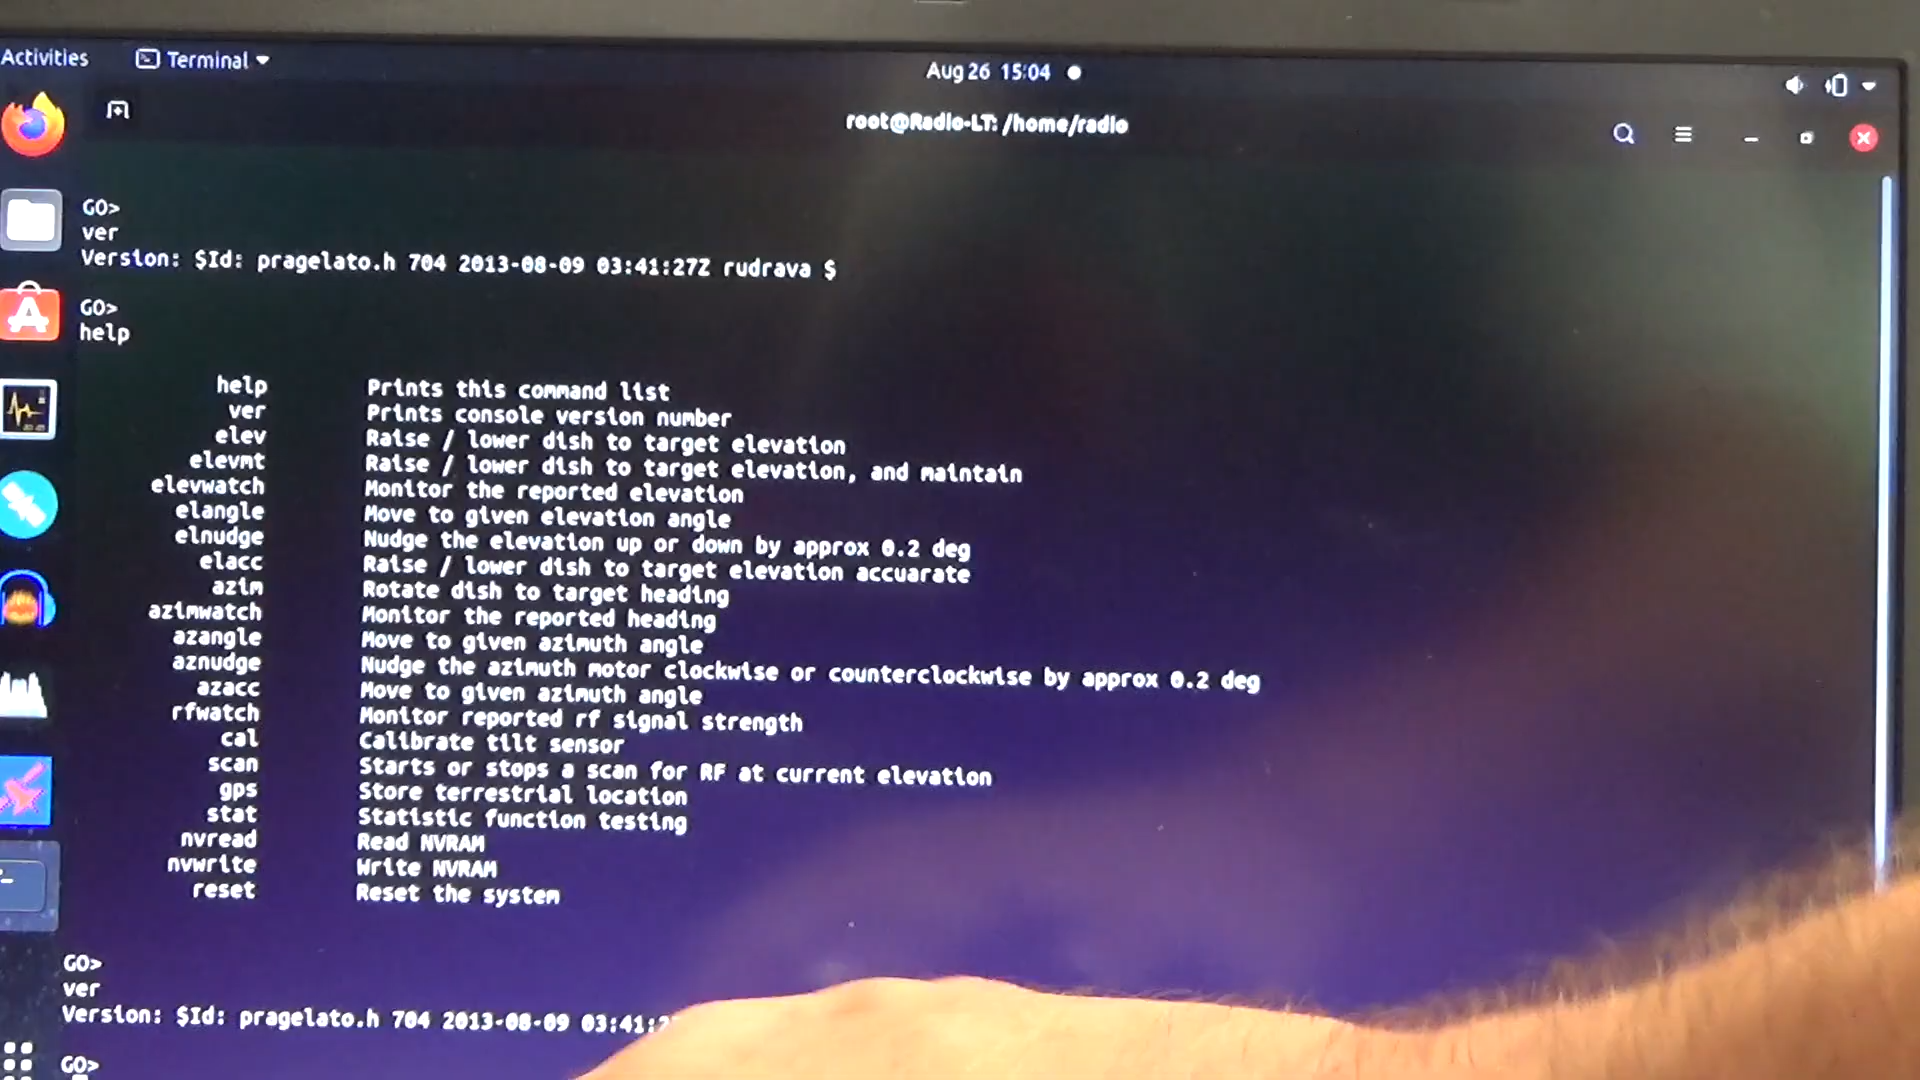 Activities
Terminal
Aug 26 15:04
root@Radio-LT: /home/radio
GO>
ver
Version: $Id: pragelato.h 704 2013-08-09 03:41:27Z rudrava $
GO>
help
help Prints this command list
ver Prints console version number
elev Raise / lower dish to target elevation
elevmt Raise / lower dish to target elevation, and maintain
elevwatch Monitor the reported elevation
elangle Move to given elevation angle
elnudge Nudge the elevation up or down by approx 0.2 deg
elacc Raise / lower dish to target elevation accuarate
azim Rotate dish to target heading
azimwatch Monitor the reported heading
azangle Move to given azimuth angle
aznudge Nudge the azimuth motor clockwise or counterclockwise by approx 0.2 deg
azacc Move to given azimuth angle
rfwatch Monitor reported rf signal strength
cal Calibrate tilt sensor
scan Starts or stops a scan for RF at current elevation
gps Store terrestrial location
stat Statistic function testing
nvread Read NVRAM
nvwrite Write NVRAM
reset Reset the system
GO>
ver
Version: $Id: pragelato.h 704 2013-08-09 03:41:2
GO>